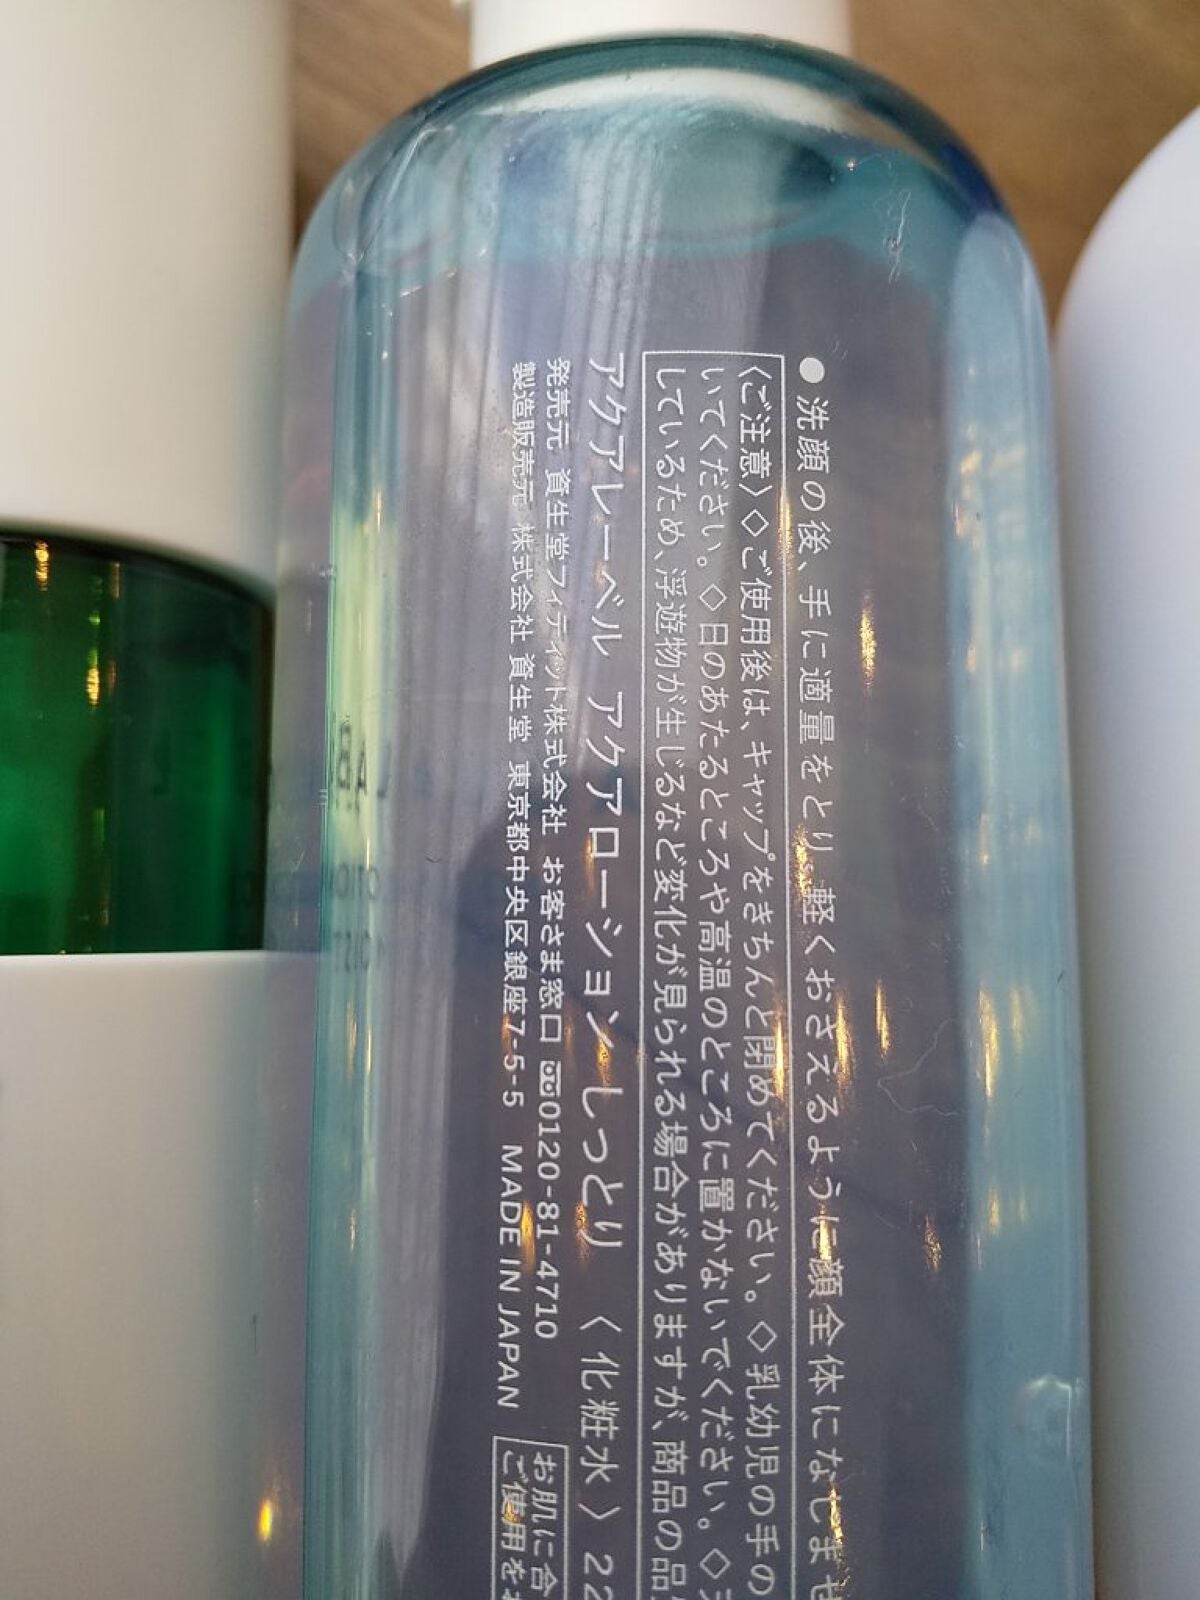 ●洗顔の後、手に適量をとり、軽くおさえるように顔全体になじませ
〈ご注意〉◇ご使用後は、キャップをきちんと閉めてください。◇乳幼児の手の
いてください。◇日のあたるところや高温のところに置かないでください。◇
しているため、浮遊物が生じるなど変化が見られる場合がありますが、商品の品
アクアレーベル アクアローション しっとり 〈化粧水〉 22
発売元 資生堂フィティット株式会社 お客さま窓口 0120-81-4710
製造販売元 株式会社 資生堂 東京都中央区銀座7-5-5 MADE IN JAPAN
お肌に合
ご使用を